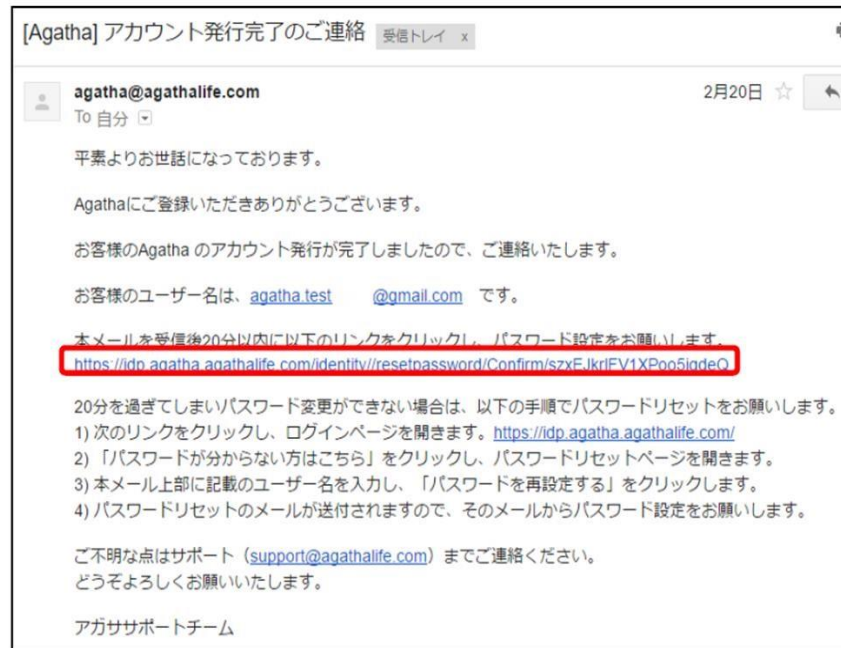 [Agatha] アカウント発行完了のご連絡 受信トレイ x
agatha@agathalife.com 2月20日
To 自分
平素よりお世話になっております。
Agathaにご登録いただきありがとうございます。
お客様のAgatha のアカウント発行が完了しましたので、ご連絡いたします。
お客様のユーザー名は、agatha.test @gmail.com です。
本メールを受信後20分以内に以下のリンクをクリックし、パスワード設定をお願いします。
https://idp.agatha.agathalife.com/identity//resetpassword/Confirm/
20分を過ぎてしまいパスワード変更ができない場合は、以下の手順でパスワードリセットをお願いします。
1) 次のリンクをクリックし、ログインページを開きます。https://idp.agatha.agathalife.com/
2) 「パスワードが分からない方はこちら」をクリックし、パスワードリセットページを開きます。
3) 本メール上部に記載のユーザー名を入力し、「パスワードを再設定する」をクリックします。
4) パスワードリセットのメールが送付されますので、そのメールからパスワード設定をお願いします。
ご不明な点はサポート（support@agathalife.com）までご連絡ください。
どうぞよろしくお願いいたします。
アガササポートチーム